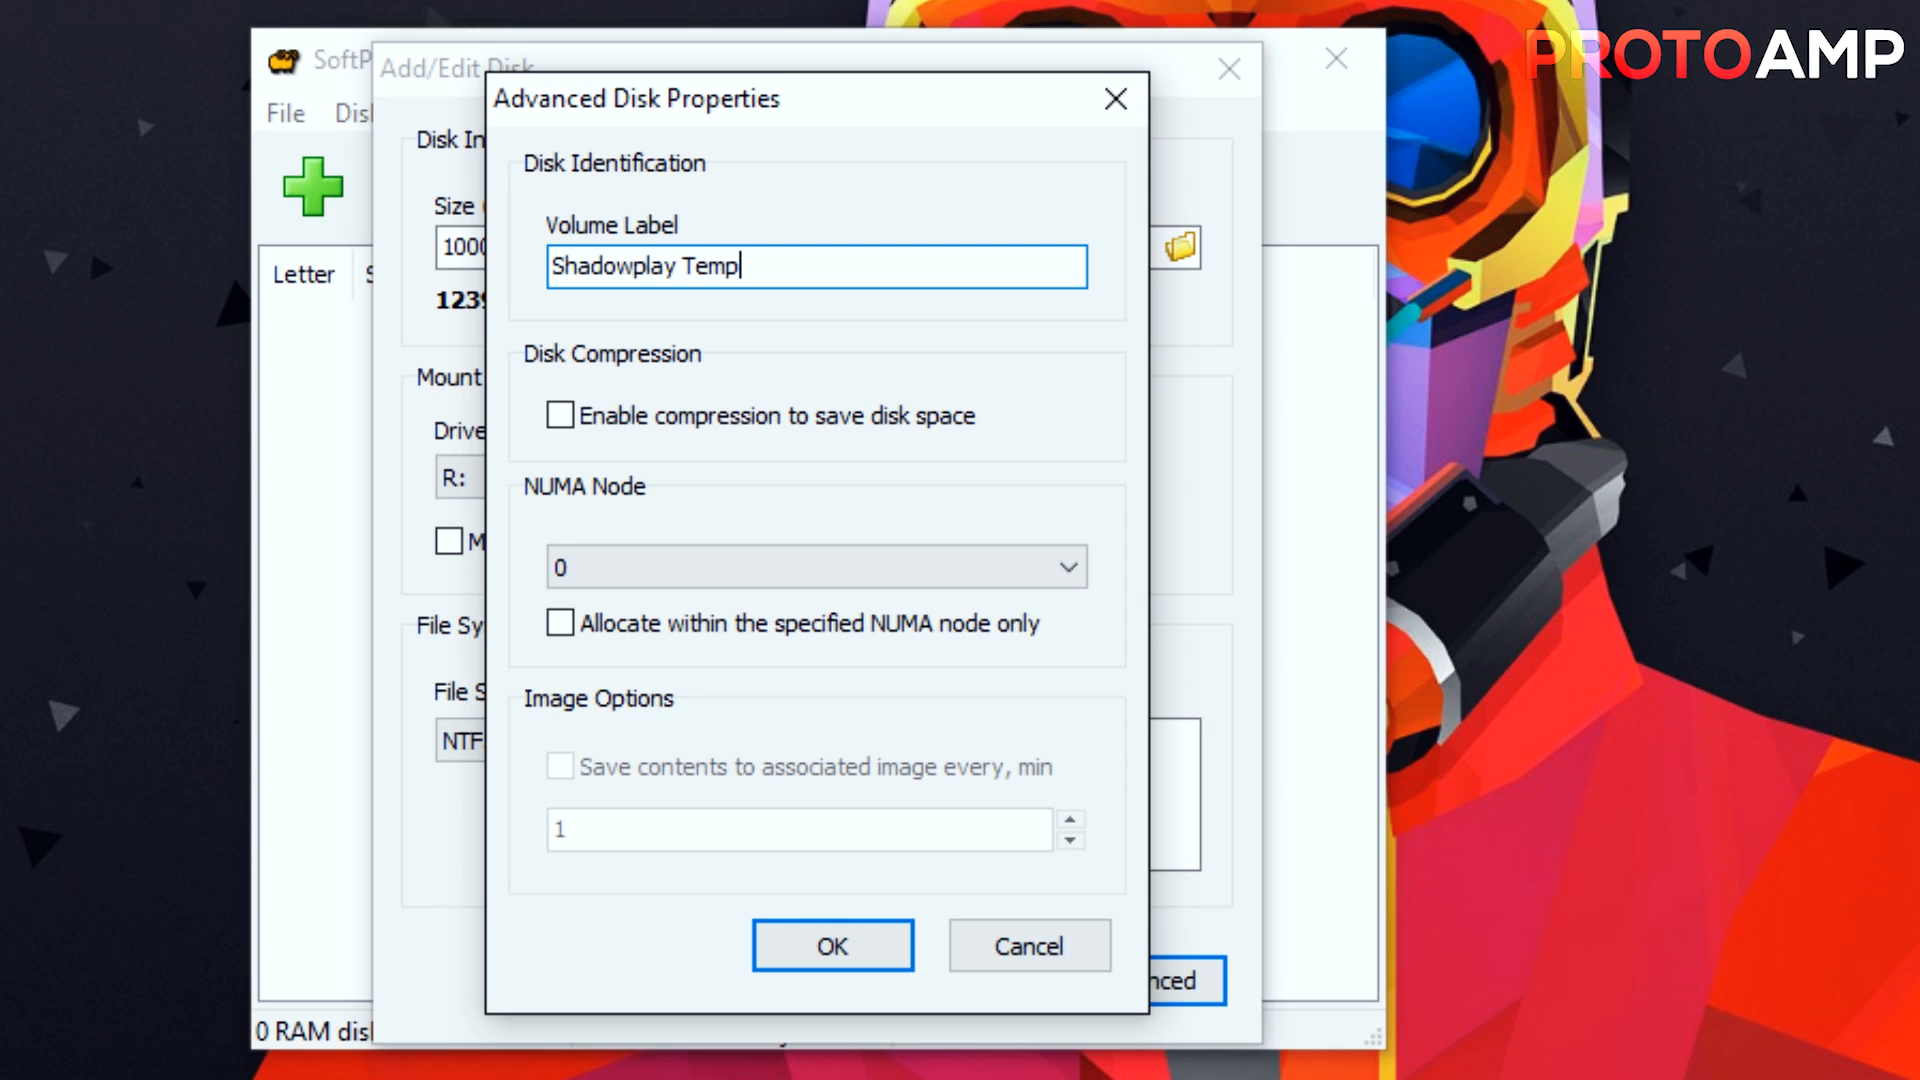 PROTOAMP
SoftP
Add/Edit Disk
Advanced Disk Properties
File
Disk In
Disk Identification
Size
Volume Label
1000
Shadowplay Temp
Letter
Disk Compression
Mount
Enable compression to save disk space
Drive
R:
NUMA Node
M
0
Allocate within the specified NUMA node only
File Sy
File S
Image Options
NTF
Save contents to associated image every, min
1
OK
Cancel
nced
0 RAM dis